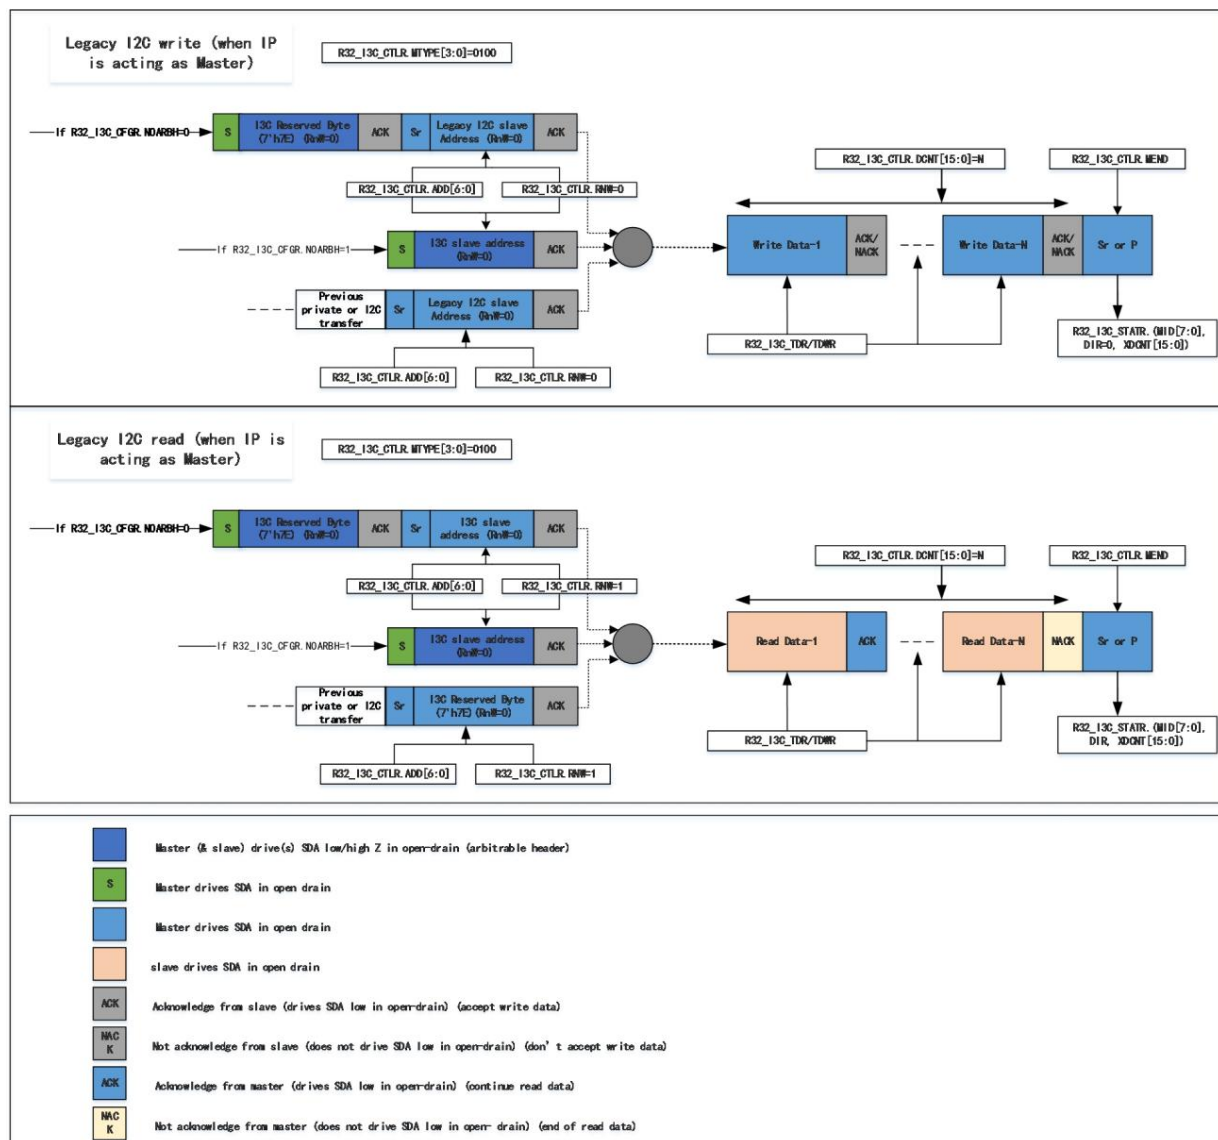 Legacy I2C write (when IP
is acting as Master)
R32_I3C_CTLR.MTYPE[3:0]=0100
If R32_I3C_CFGR.NOARBH=0
S
I3C Reserved Byte
(7'h7E) (RnW=0)
ACK
Sr
Legacy I2C slave
Address (RnW=0)
ACK
R32_I3C_CTLR.DCNT[15:0]=N
R32_I3C_CTLR.MEND
R32_I3C_CTLR.ADD[6:0]
R32_I3C_CTLR.RNW=0
If R32_I3C_CFGR.NOARBH=1
S
I3C slave address
(RnW=0)
ACK
Write Data-1
ACK/
NACK
Write Data-N
ACK/
NACK
Sr or P
Previous
private or I2C
transfer
Sr
Legacy I2C slave
Address (RnW=0)
ACK
R32_I3C_TDR/TDWR
R32_I3C_STATR.(MID[7:0],
DIR=0, XDCNT[15:0])
R32_I3C_CTLR.ADD[6:0]
R32_I3C_CTLR.RNW=0
Legacy I2C read (when IP is
acting as Master)
R32_I3C_CTLR.MTYPE[3:0]=0100
If R32_I3C_CFGR.NOARBH=0
S
I3C Reserved Byte
(7'h7E) (RnW=0)
ACK
Sr
I3C slave
address (RnW=0)
ACK
R32_I3C_CTLR.DCNT[15:0]=N
R32_I3C_CTLR.MEND
R32_I3C_CTLR.ADD[6:0]
R32_I3C_CTLR.RNW=1
If R32_I3C_CFGR.NOARBH=1
S
I3C slave address
(RnW=0)
ACK
Read Data-1
ACK
Read Data-N
NACK
Sr or P
Previous
private or I2C
transfer
Sr
I3C Reserved Byte
(7'h7E)(RnW=0)
ACK
R32_I3C_TDR/TDWR
R32_I3C_STATR.(MID[7:0],
DIR, XDCNT[15:0])
R32_I3C_CTLR.ADD[6:0]
R32_I3C_CTLR.RNW=1
Master (& slave) drive(s) SDA low/high Z in open-drain (arbitrable header)
S
Master drives SDA in open drain
Master drives SDA in open drain
slave drives SDA in open drain
ACK
Acknowledge from slave (drives SDA low in open-drain) (accept write data)
NAC
K
Not acknowledge from slave (does not drive SDA low in open-drain) (don't accept write data)
ACK
Acknowledge from master (drives SDA low in open-drain) (continue read data)
NAC
K
Not acknowledge from master (does not drive SDA low in open- drain) (end of read data)